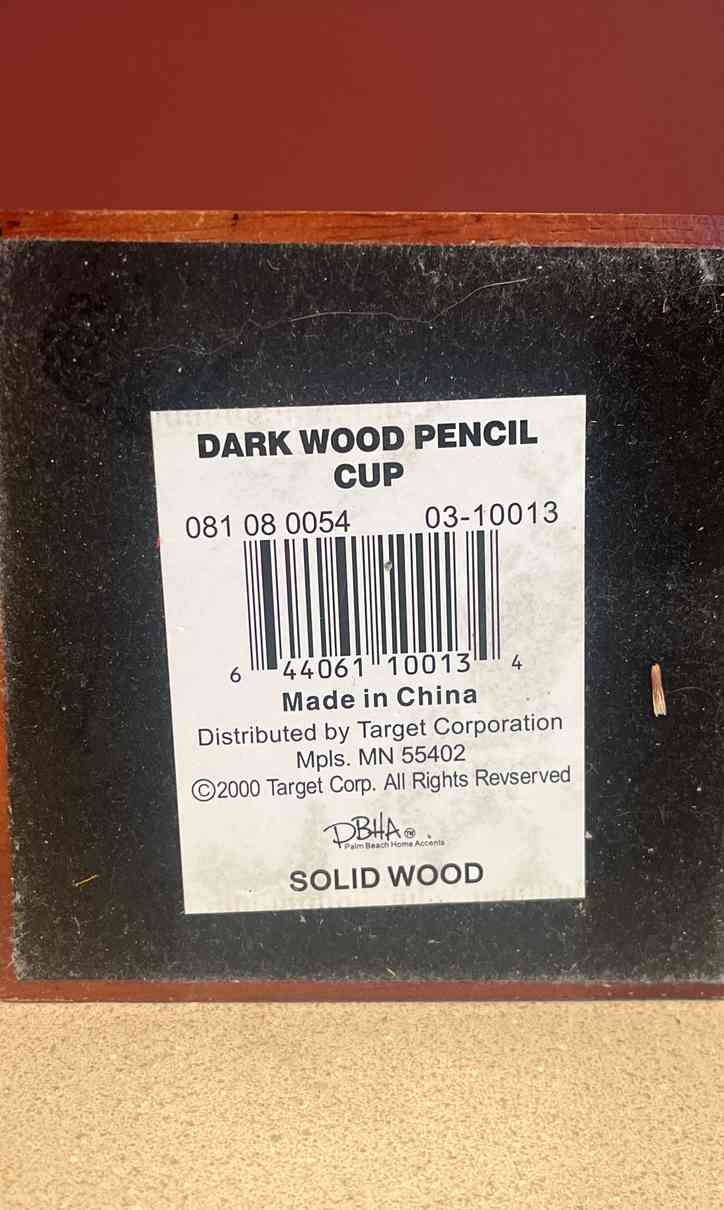 DARK WOOD PENCIL
CUP
081 08 0054 03-10013
6 44061 10013 4
Made in China
Distributed by Target Corporation
Mpls. MN 55402
©2000 Target Corp. All Rights Revserved
PBHA TM
Palm Beach Home Accents
SOLID WOOD